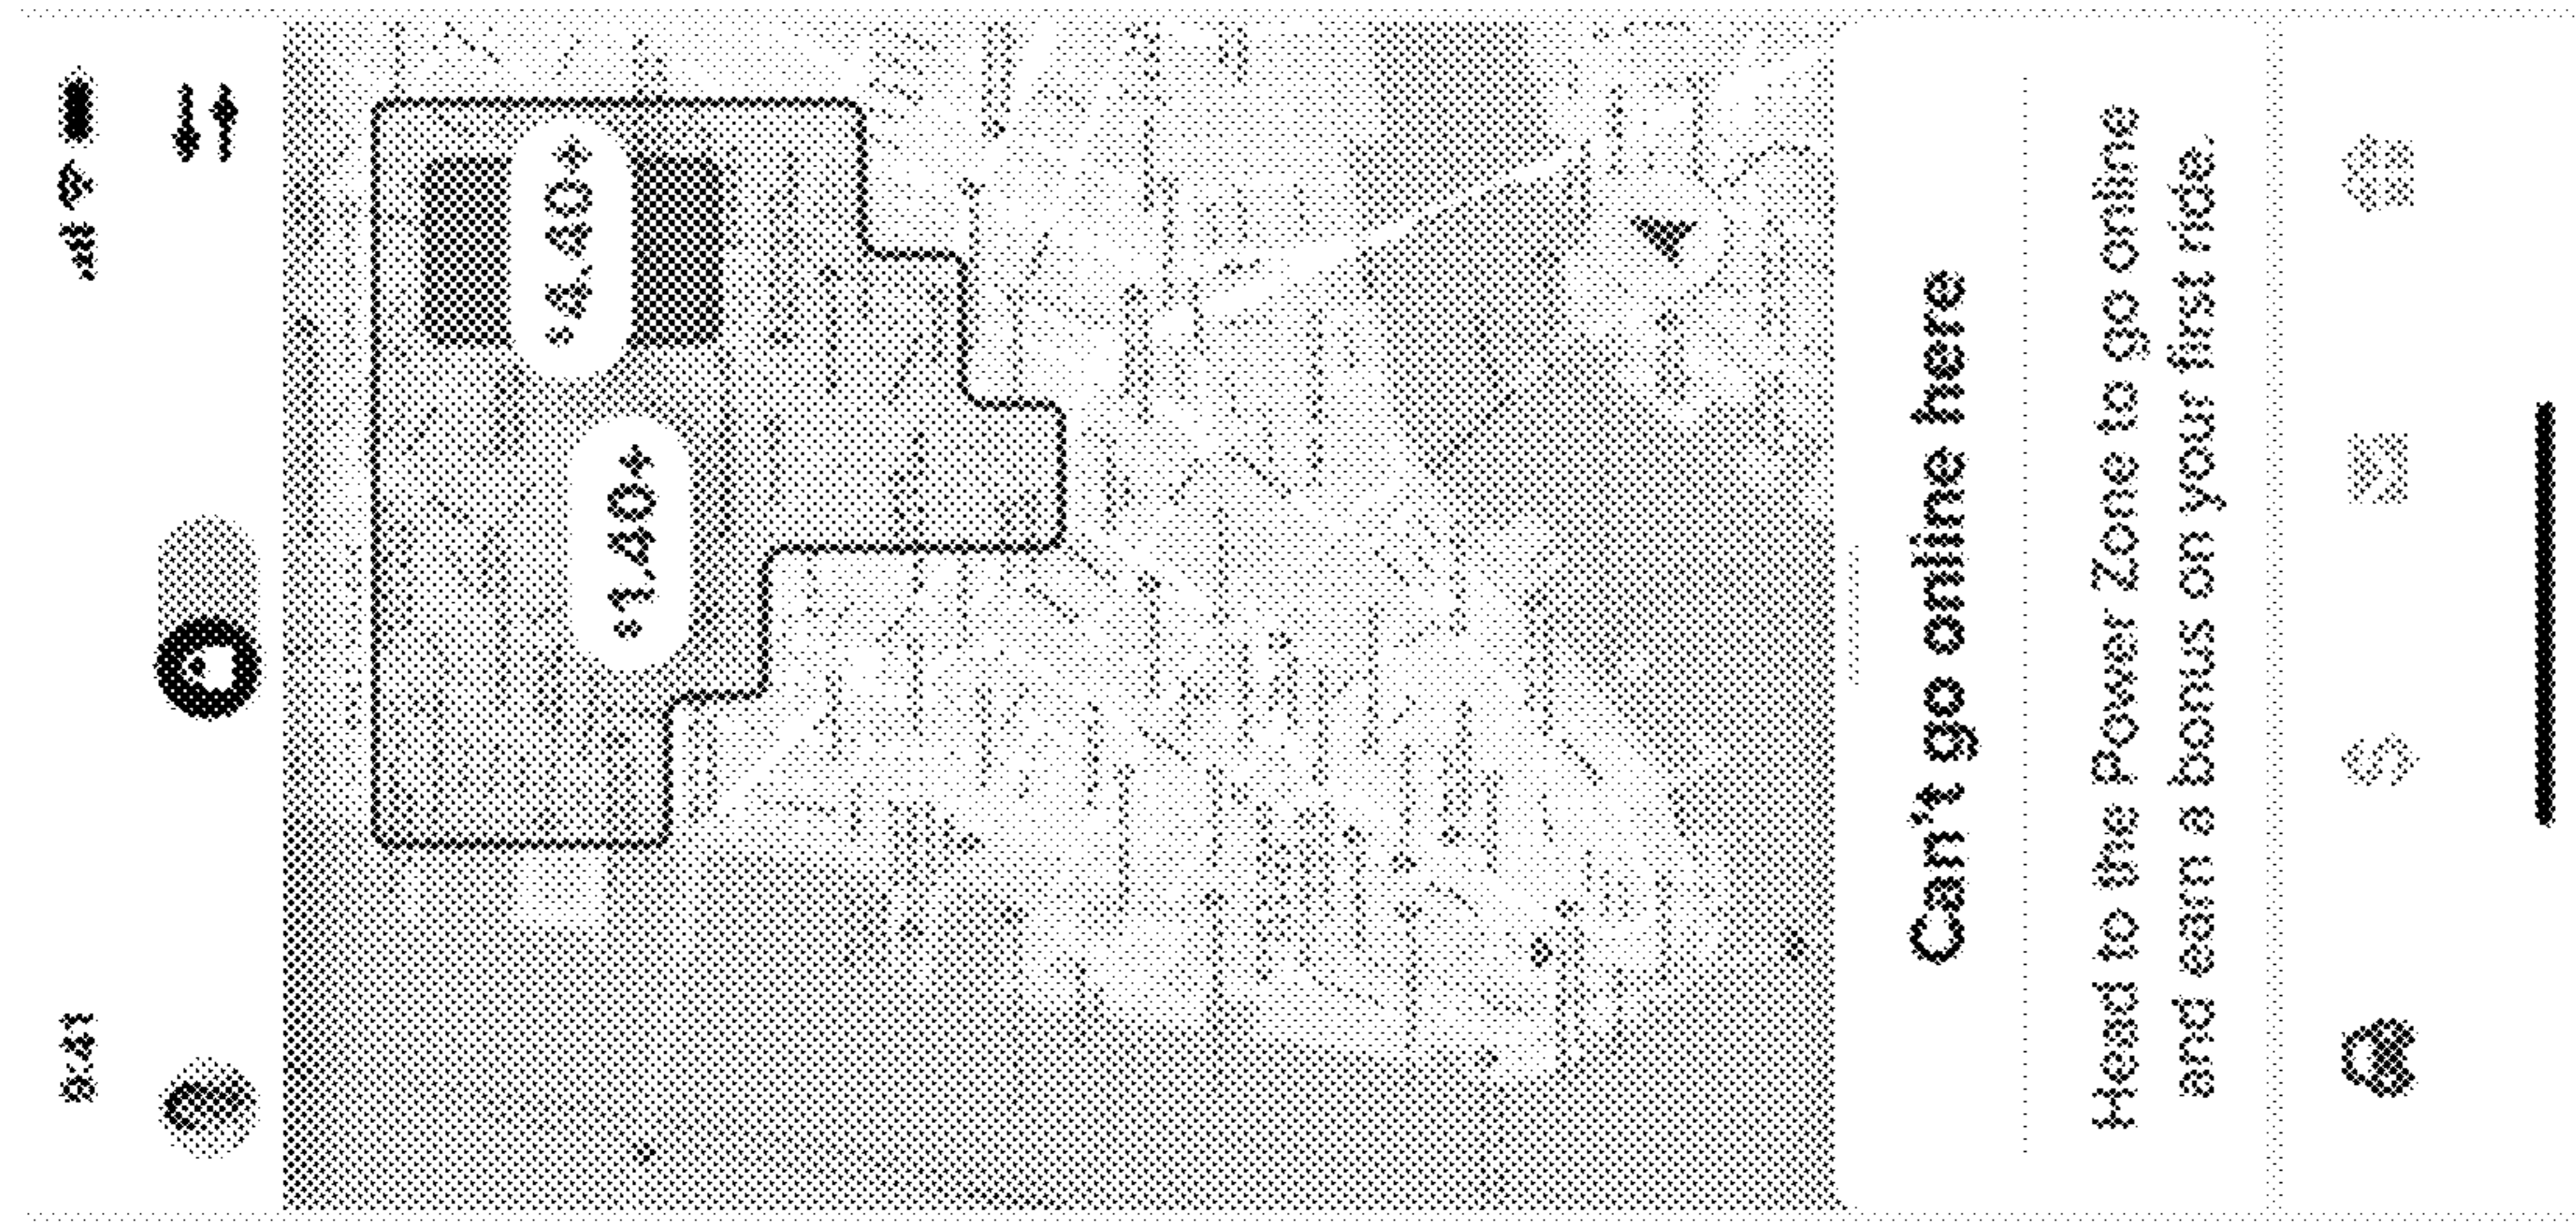 9:41
$4.40+
$1.40+
Can't go online here
Head to the Power Zone to go online
and earn a bonus on your first ride.